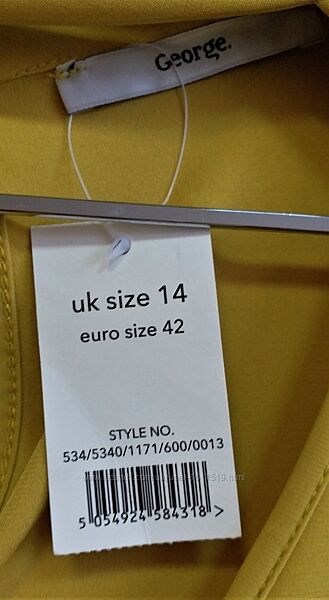 George.
uk size 14
euro size 42
STYLE NO.
534/5340/1171/600/0013
5 054924 584318 >